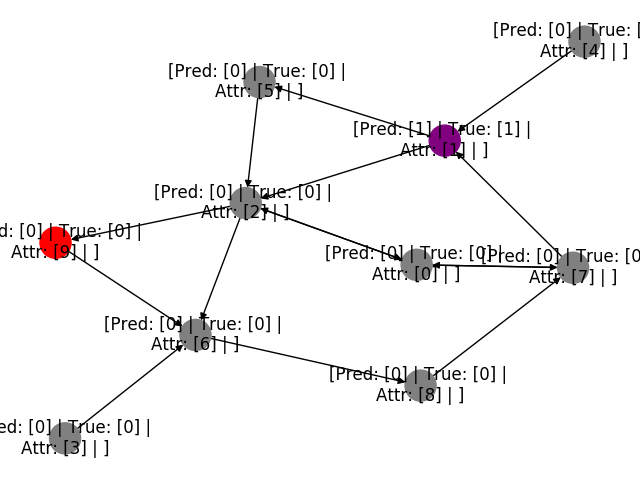 [Pred: [0] | True: [
Attr: [4] | ]
[Pred: [0] | True: [0] |
Attr: [5] | ]
[Pred: [1] | True: [1] |
Attr: [1] | ]
[Pred: [0] | True: [0] |
Attr: [2] | ]
ed: [0] | True: [0] |
Attr: [9] | ]
[Pred: [0] | True: [0] |
Attr: [0] | ]
[Pred: [0] | True: [0
Attr: [7] | ]
[Pred: [0] | True: [0] |
Attr: [6] | ]
[Pred: [0] | True: [0] |
Attr: [8] | ]
ed: [0] | True: [0] |
Attr: [3] | ]